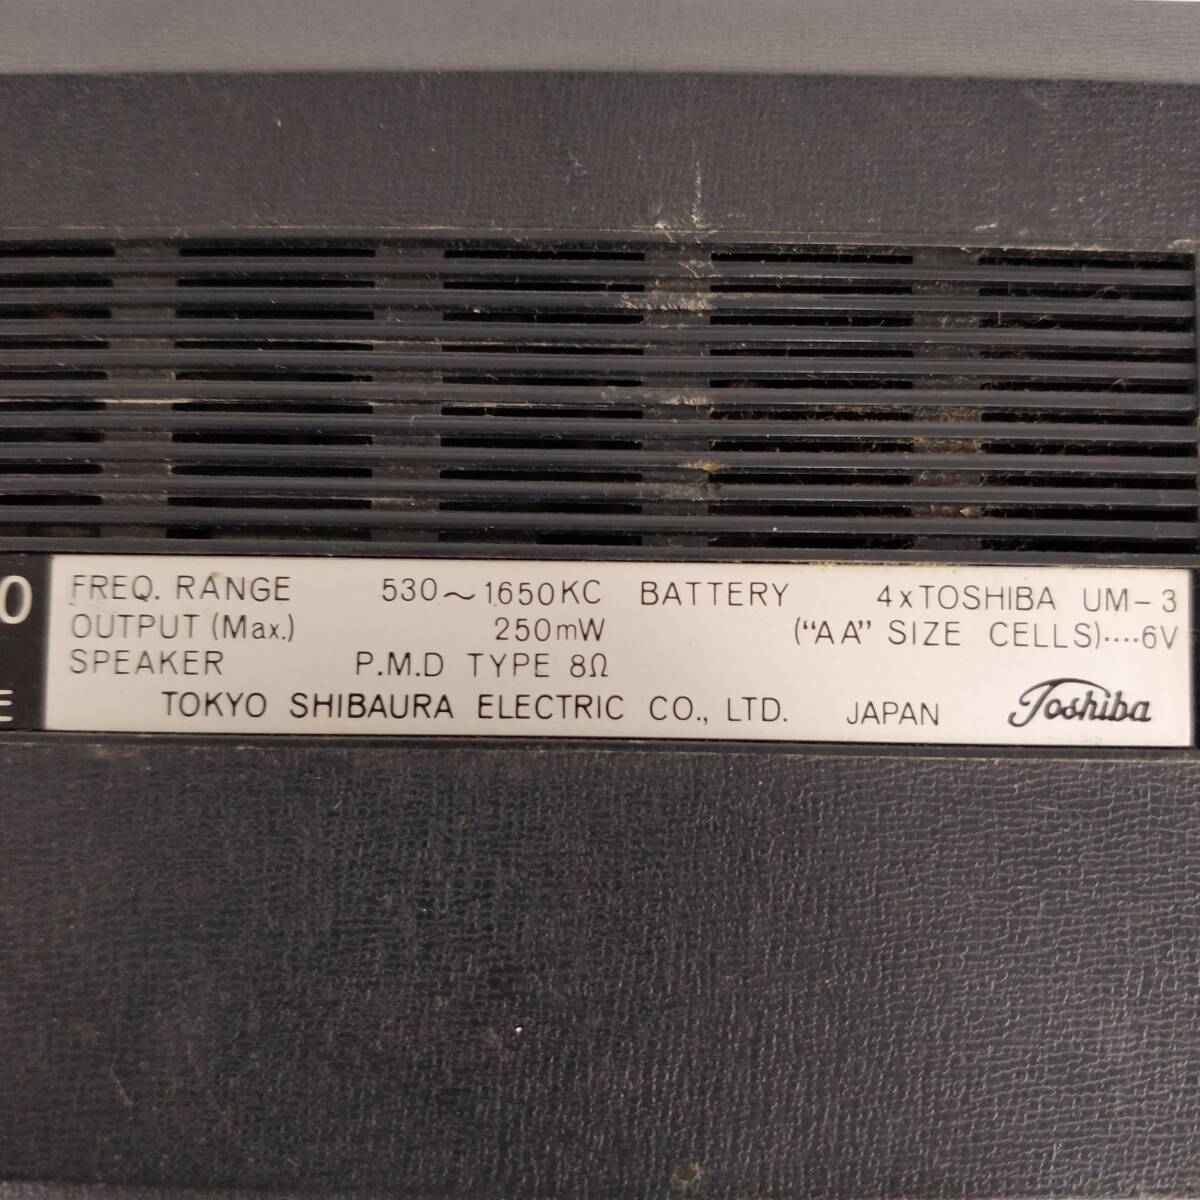 0 FREQ. RANGE 530～1650KC BATTERY 4xTOSHIBA UM-3
OUTPUT (Max.) 250mW ("AA" SIZE CELLS)....6V
SPEAKER P.M.D TYPE 8Ω
E TOKYO SHIBAURA ELECTRIC CO., LTD. JAPAN Toshiba